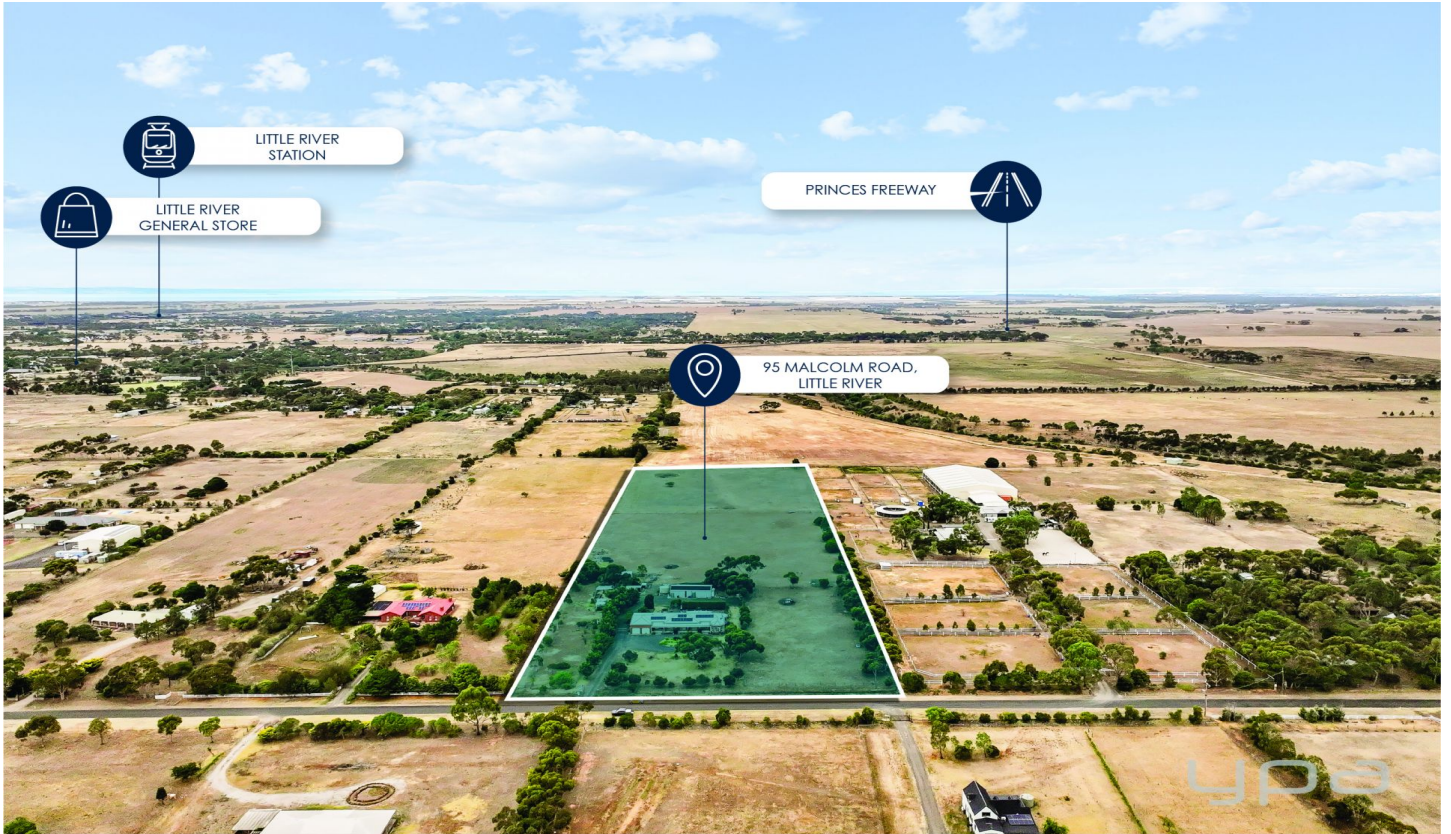 LITTLE RIVER
STATION
LITTLE RIVER
GENERAL STORE
PRINCES FREEWAY
95 MALCOLM ROAD,
LITTLE RIVER
ypa